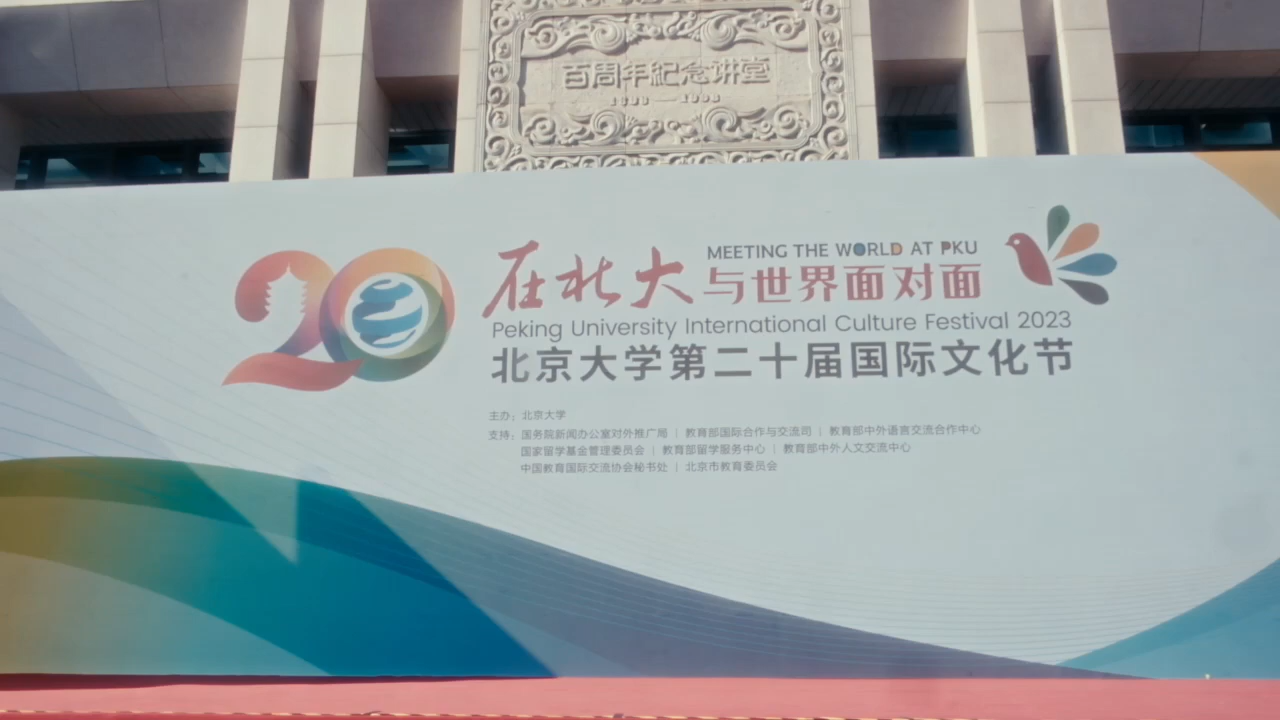 百周年纪念讲堂
1898—1998
20
MEETING THE WORLD AT PKU
在北大与世界面对面
Peking University International Culture Festival 2023
北京大学第二十届国际文化节
主办：北京大学
支持：国务院新闻办公室对外推广局 | 教育部国际合作与交流司 | 教育部中外语言交流合作中心
国家留学基金管理委员会 | 教育部留学服务中心 | 教育部中外人文交流中心
中国教育国际交流协会秘书处 | 北京市教育委员会